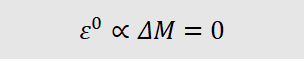 𝜀⁰ ∝ 𝛥𝑀 = 0